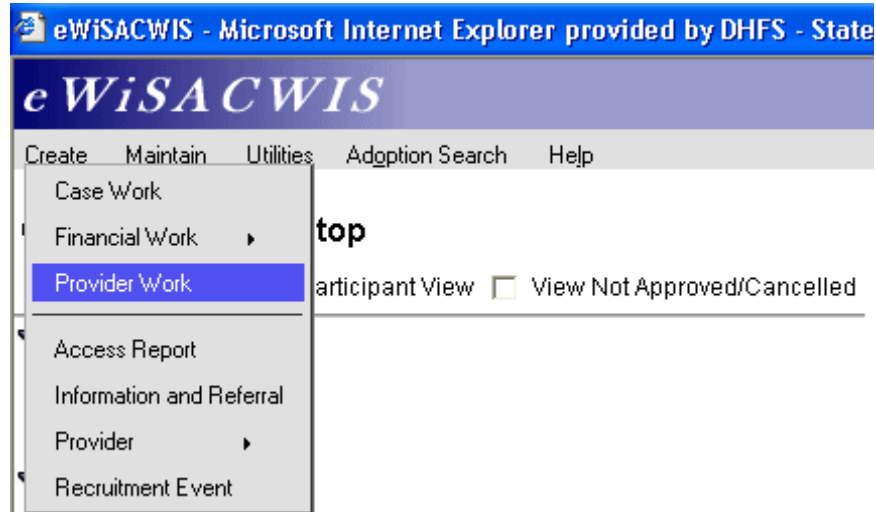 eWiSACWIS - Microsoft Internet Explorer provided by DHFS - State
e WiSACWIS
Create Maintain Utilities Adoption Search Help
Case Work
Financial Work
top
Provider Work
articipant View View Not Approved/Cancelled
Access Report
Information and Referral
Provider
Recruitment Event